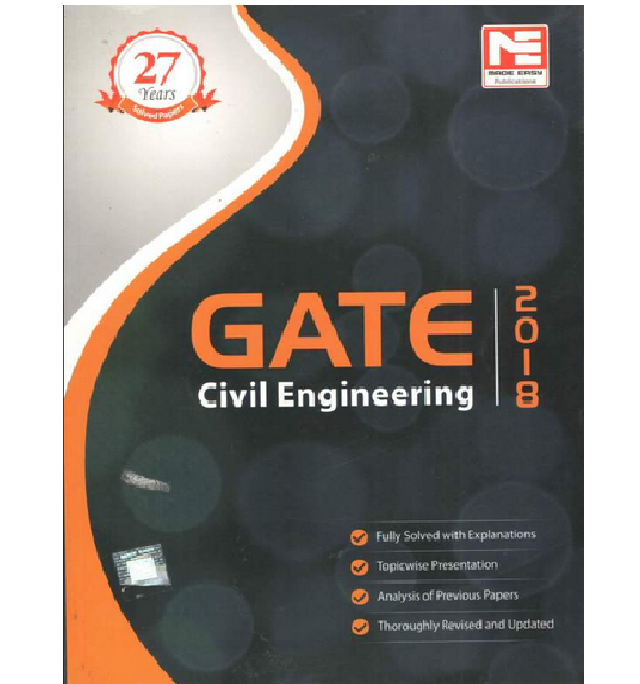 27
Years
Solved Papers
MADE EASY
Publications
GATE
Civil Engineering
2018
Fully Solved with Explanations
Topicwise Presentation
Analysis of Previous Papers
Thoroughly Revised and Updated